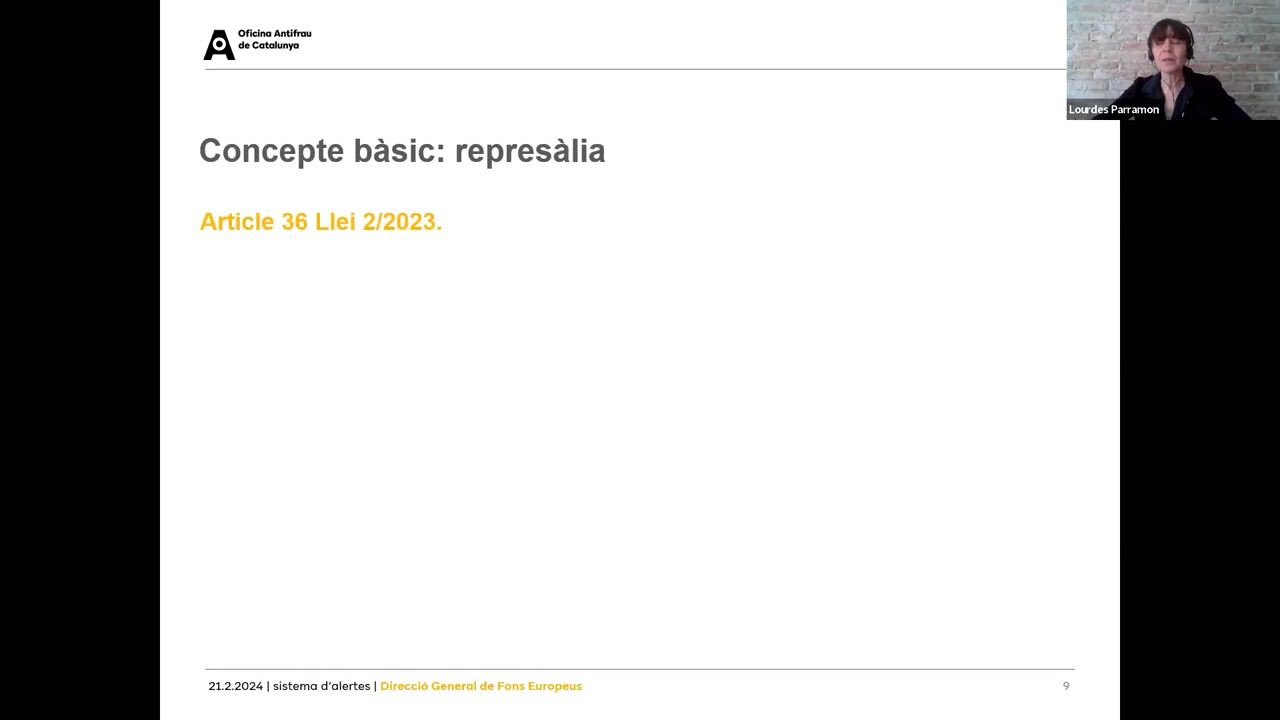 Oficina Antifrau
de Catalunya
Lourdes Parramon
Concepte bàsic: represàlia
Article 36 Llei 2/2023.
21.2.2024 | sistema d'alertes | Direcció General de Fons Europeus
9